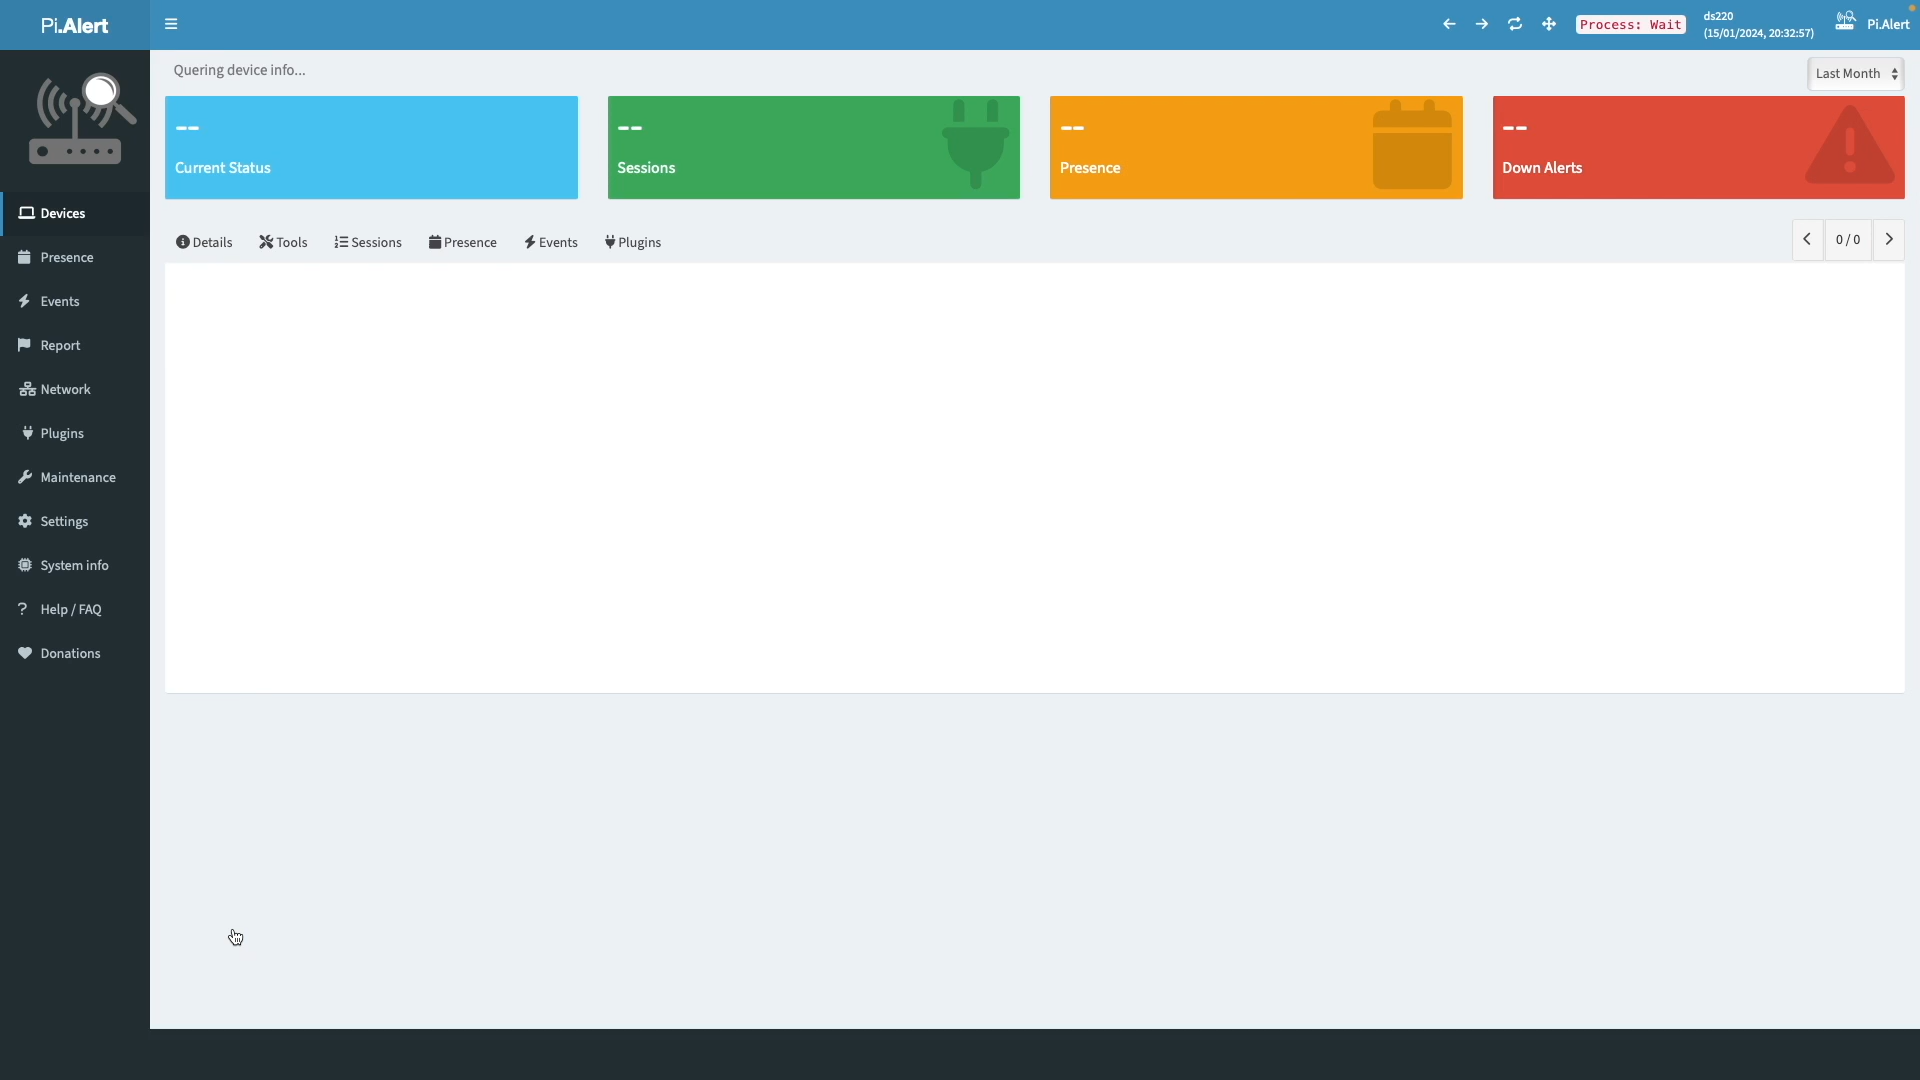 Pi.Alert
Process: Wait
ds220
(15/01/2024, 20:32:57)
Pi.Alert
Quering device info...
Last Month
--
Current Status
--
Sessions
--
Presence
--
Down Alerts
Details
Tools
Sessions
Presence
Events
Plugins
0 / 0
Devices
Presence
Events
Report
Network
Plugins
Maintenance
Settings
System info
Help / FAQ
Donations